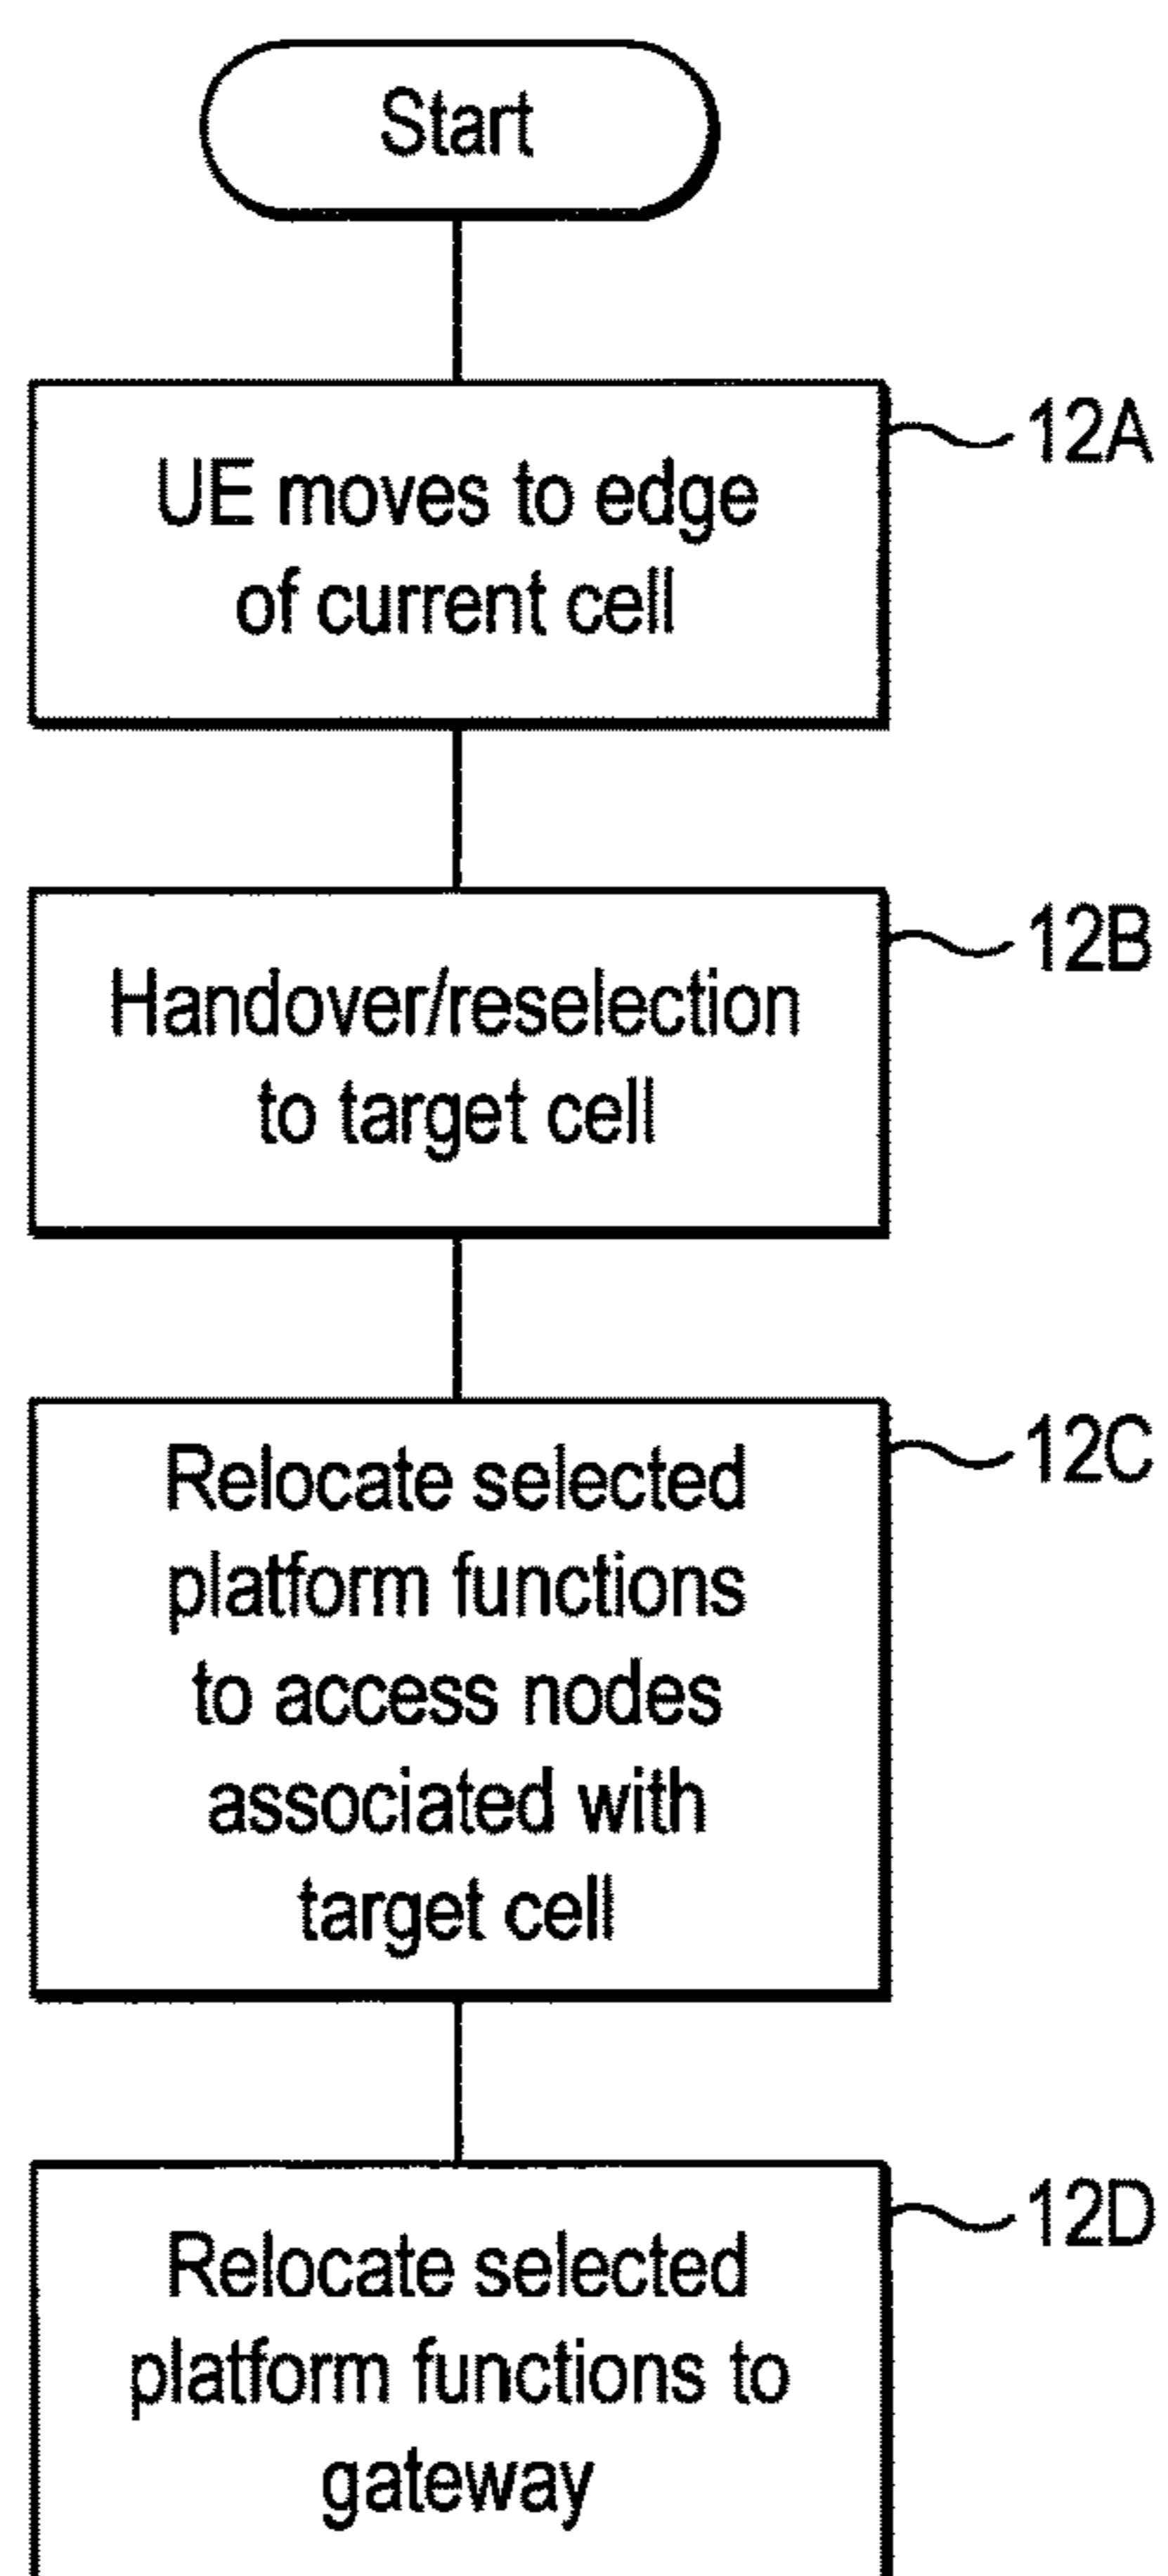 Start
UE moves to edge
of current cell
12A
Handover/reselection
to target cell
12B
Relocate selected
platform functions
to access nodes
associated with
target cell
12C
Relocate selected
platform functions to
gateway
12D